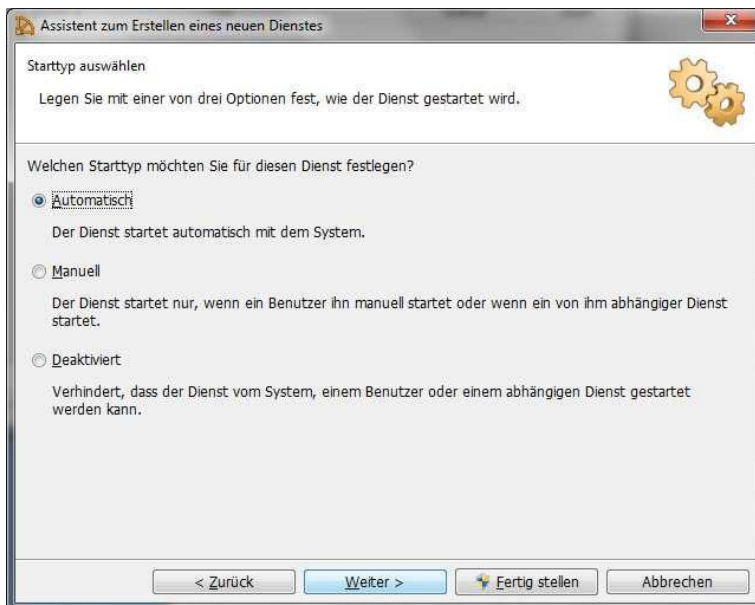 Assistent zum Erstellen eines neuen Dienstes
Starttyp auswählen
Legen Sie mit einer von drei Optionen fest, wie der Dienst gestartet wird.
Welchen Starttyp möchten Sie für diesen Dienst festlegen?
Automatisch
Der Dienst startet automatisch mit dem System.
Manuell
Der Dienst startet nur, wenn ein Benutzer ihn manuell startet oder wenn ein von ihm abhängiger Dienst
startet.
Deaktiviert
Verhindert, dass der Dienst vom System, einem Benutzer oder einem abhängigen Dienst gestartet
werden kann.
< Zurück Weiter > Fertig stellen Abbrechen